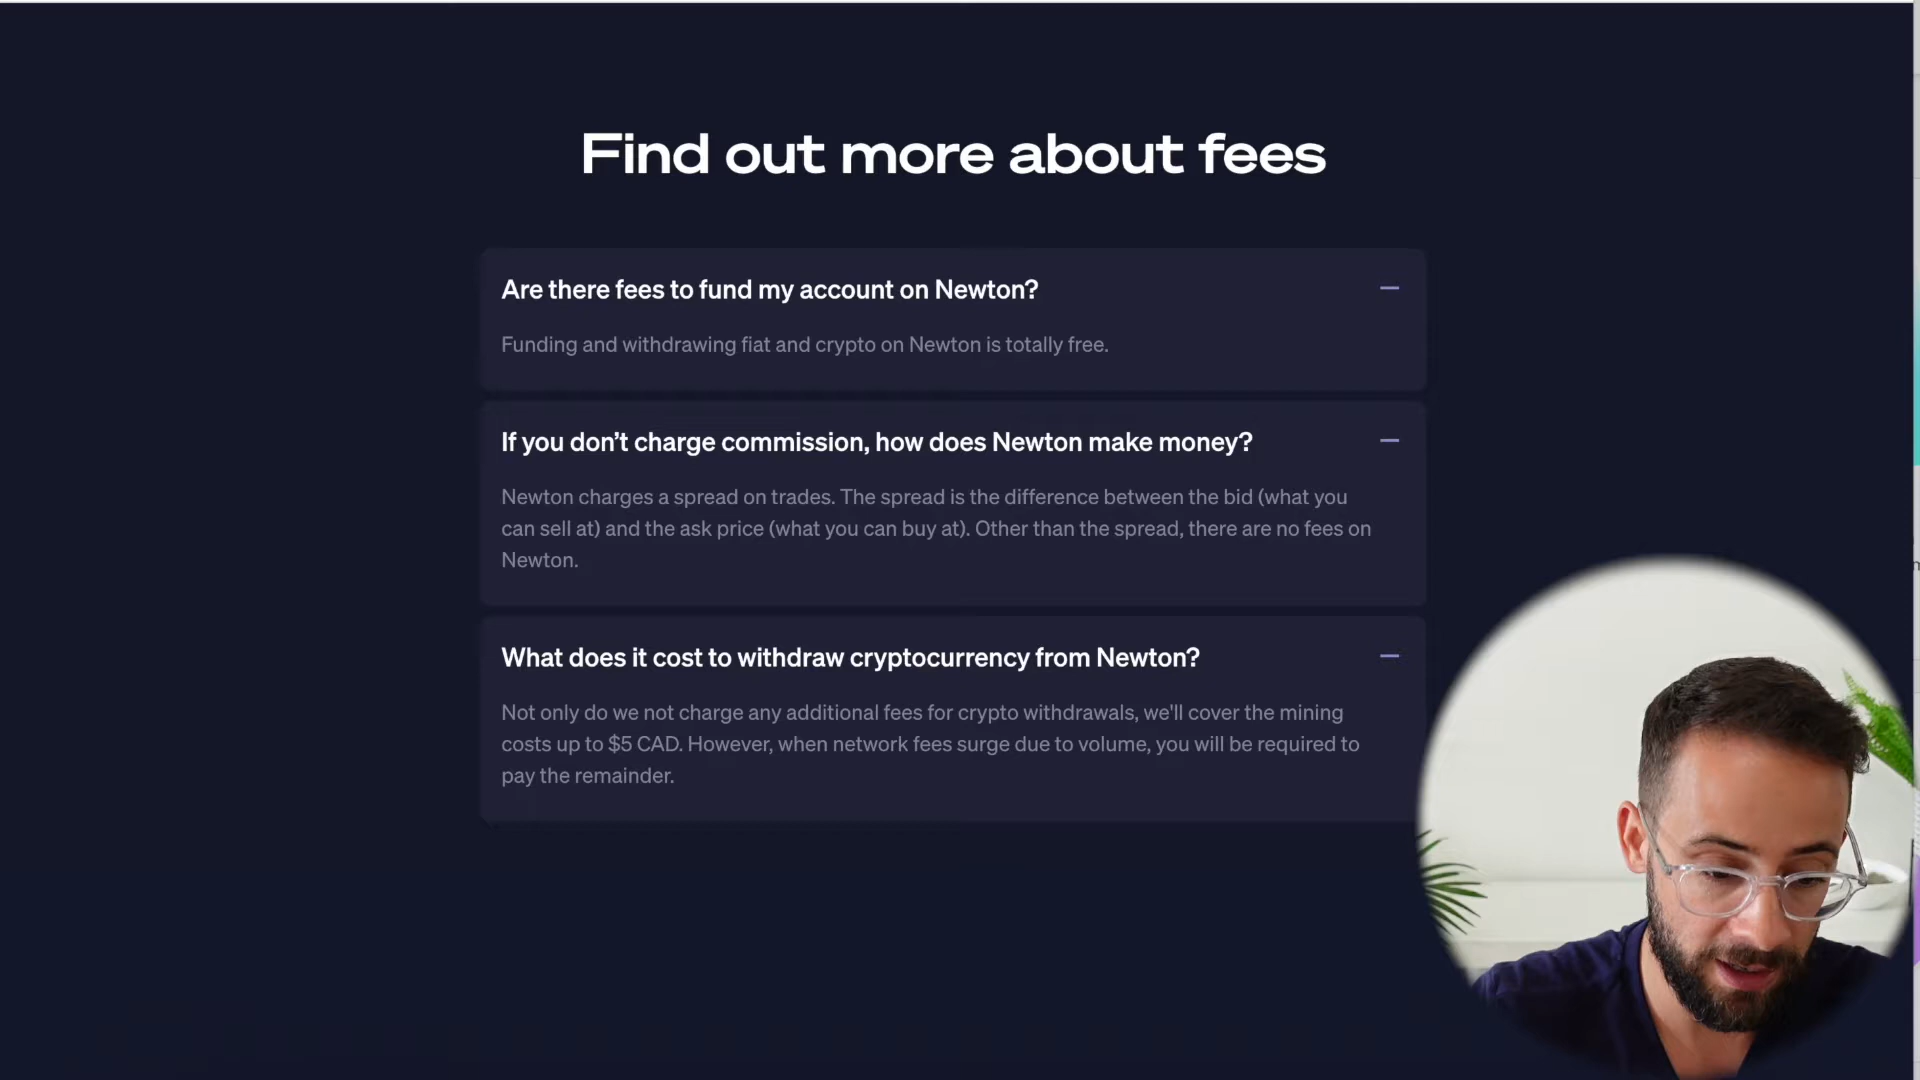 Find out more about fees
Are there fees to fund my account on Newton?
Funding and withdrawing fiat and crypto on Newton is totally free.
If you don’t charge commission, how does Newton make money?
Newton charges a spread on trades. The spread is the difference between the bid (what you
can sell at) and the ask price (what you can buy at). Other than the spread, there are no fees on
Newton.
What does it cost to withdraw cryptocurrency from Newton?
Not only do we not charge any additional fees for crypto withdrawals, we'll cover the mining
costs up to $5 CAD. However, when network fees surge due to volume, you will be required to
pay the remainder.